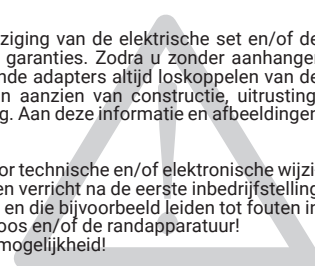 ziging van de elektrische set en/of de
garanties. Zodra u zonder aanhanger
nde adapters altijd loskoppelen van de
n aanzien van constructie, uitrusting,
g. Aan deze informatie en afbeeldingen
or technische en/of elektronische wijzi
en verricht na de eerste inbedrijfstelling
en die bijvoorbeeld leiden tot fouten in
oos en/of de randapparatuur!
mogelijkheid!